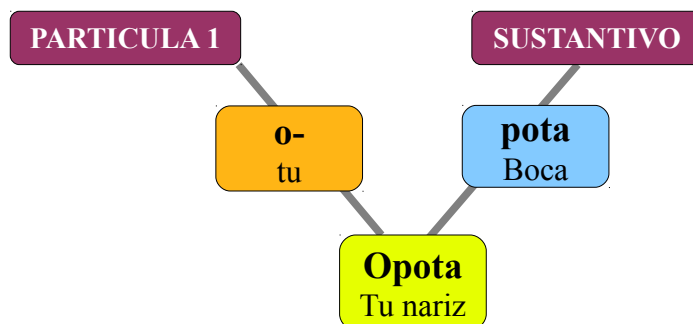 PARTICULA 1
SUSTANTIVO
o-
tu
pota
Boca
Opota
Tu nariz